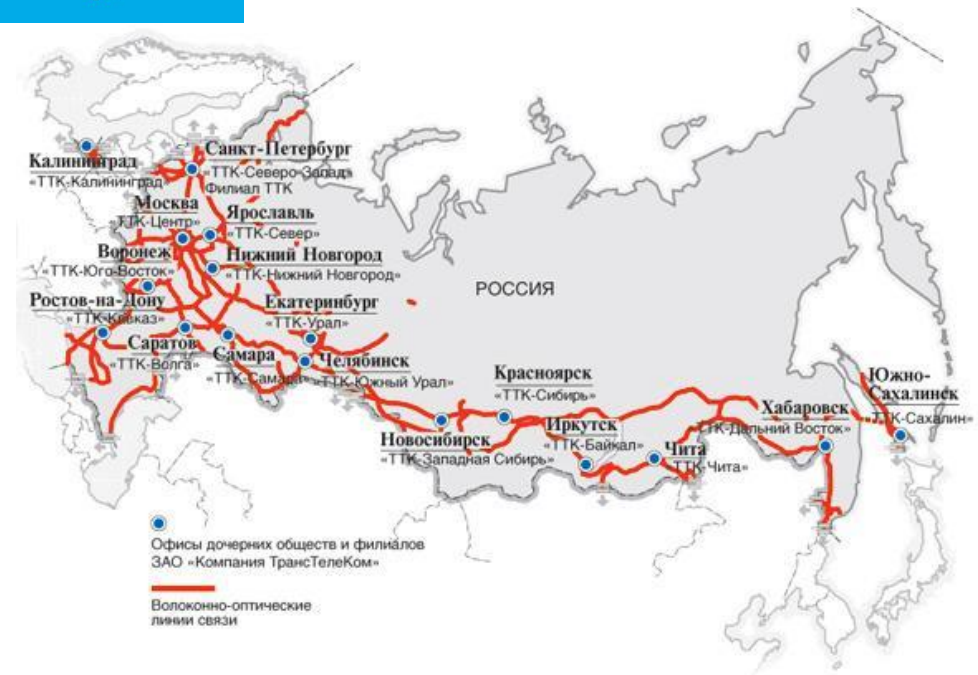 Санкт-Петербург
«ТТК-Северо-Запад»
Филиал ТТК
Калининград
«ТТК-Калининград»
Москва
«ТТК-Центр»
Ярославль
«ТТК-Север»
Воронеж
«ТТК-Юго-Восток»
Нижний Новгород
«ТТК-Нижний Новгород»
РОССИЯ
Ростов-на-Дону
«ТТК-Кавказ»
Екатеринбург
«ТТК-Урал»
Саратов
«ТТК-Волга»
Самара
«ТТК-Самара»
Челябинск
«ТТК-Южный Урал»
Красноярск
«ТТК-Сибирь»
Новосибирск
«ТТК-Западная Сибирь»
Иркутск
«ТТК-Байкал»
Чита
«ТТК-Чита»
Хабаровск
«ТТК-Дальний Восток»
Южно-
Сахалинск
«ТТК-Сахалин»
Офисы дочерних обществ и филиалов
ЗАО «Компания ТрансТелеКом»
Волоконно-оптические
линии связи